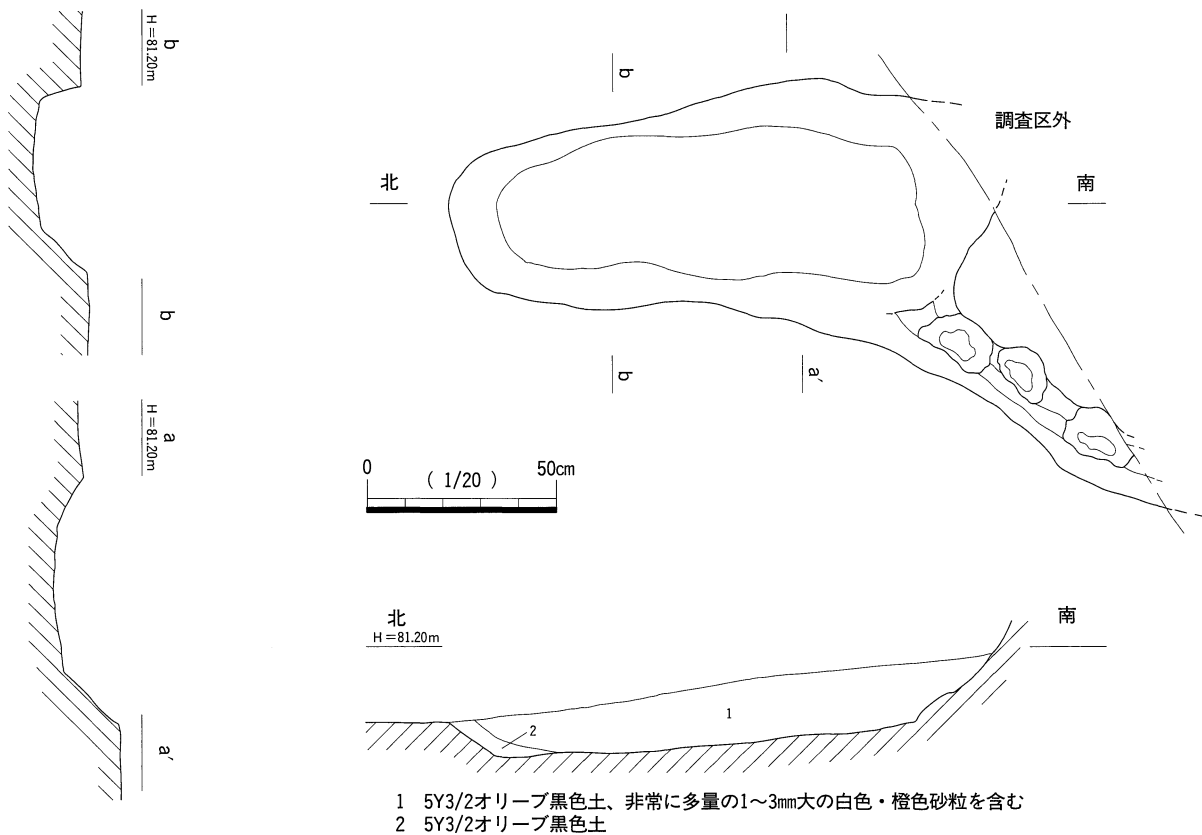 b
H＝81.20m
b
a
H＝81.20m
a′
b
調査区外
北
南
b
a′
0
50cm
( 1/20 )
北
H＝81.20m
南
1
2
1 5Y3/2オリーブ黒色土、非常に多量の1～3mm大の白色・橙色砂粒を含む
2 5Y3/2オリーブ黒色土